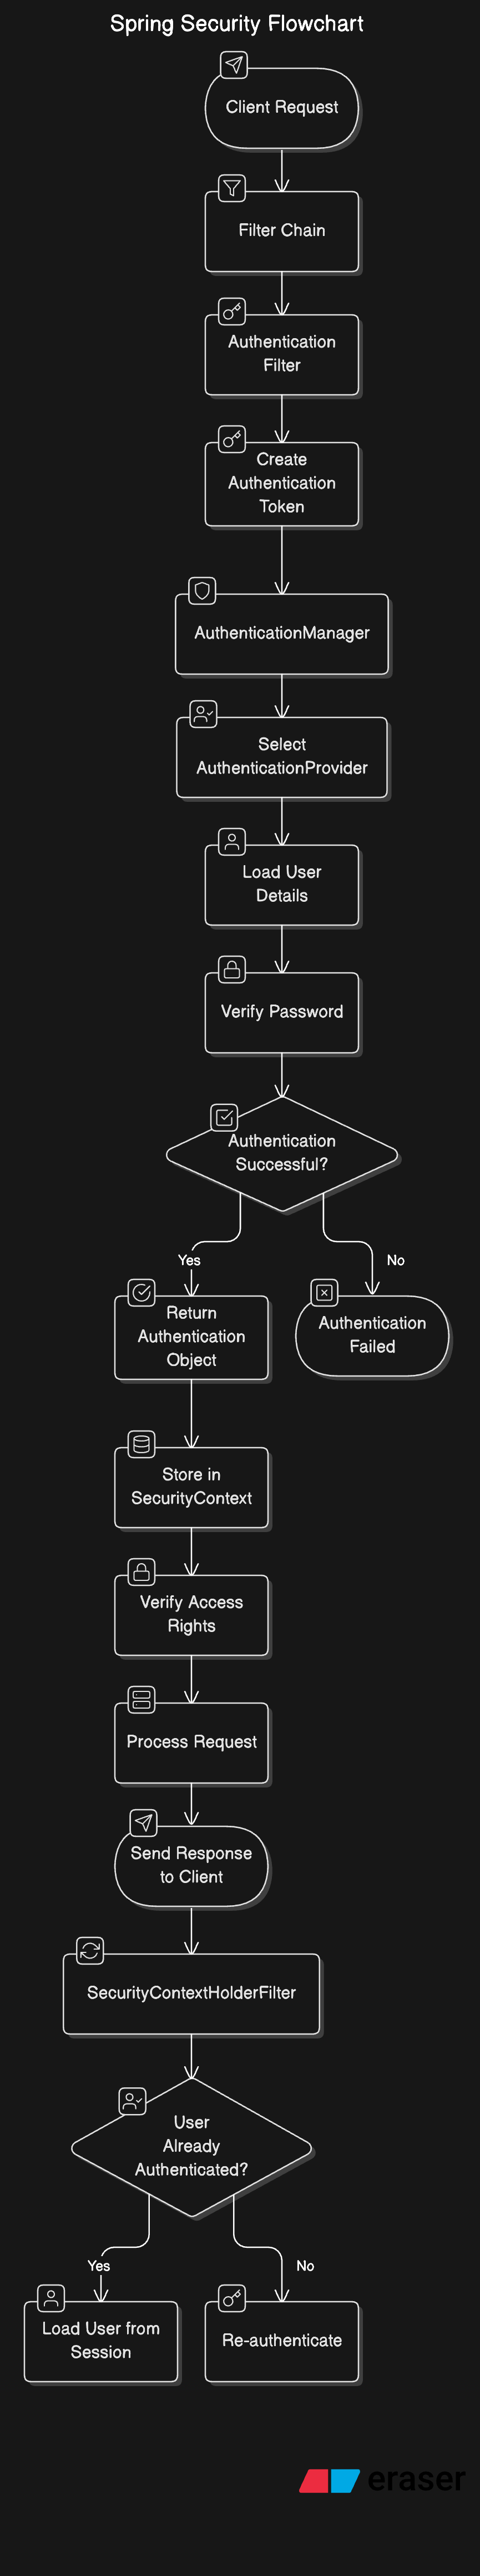 Spring Security Flowchart
Client Request
Filter Chain
Authentication
Filter
Create
Authentication
Token
AuthenticationManager
Select
AuthenticationProvider
Load User
Details
Verify Password
Authentication
Successful?
Yes
No
Return
Authentication
Object
Authentication
Failed
Store in
SecurityContext
Verify Access
Rights
Process Request
Send Response
to Client
SecurityContextHolderFilter
User
Already
Authenticated?
Yes
No
Load User from
Session
Re-authenticate
eraser